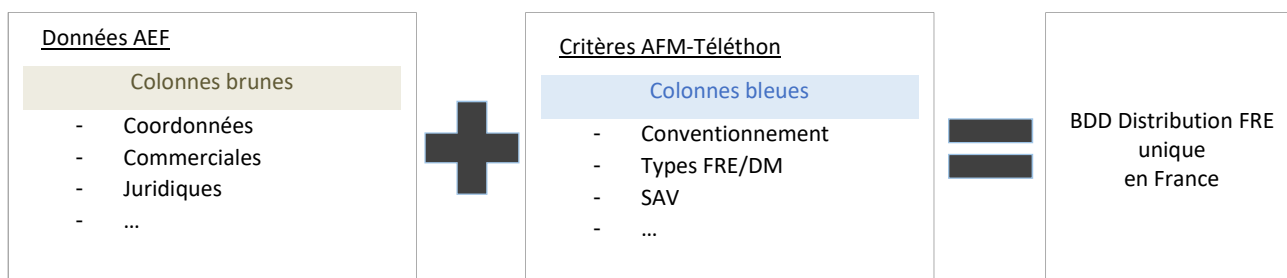 Données AEF
Colonnes brunes
- Coordonnées
- Commerciales
- Juridiques
- …
Critères AFM-Téléthon
Colonnes bleues
- Conventionnement
- Types FRE/DM
- SAV
- …
BDD Distribution FRE
unique
en France